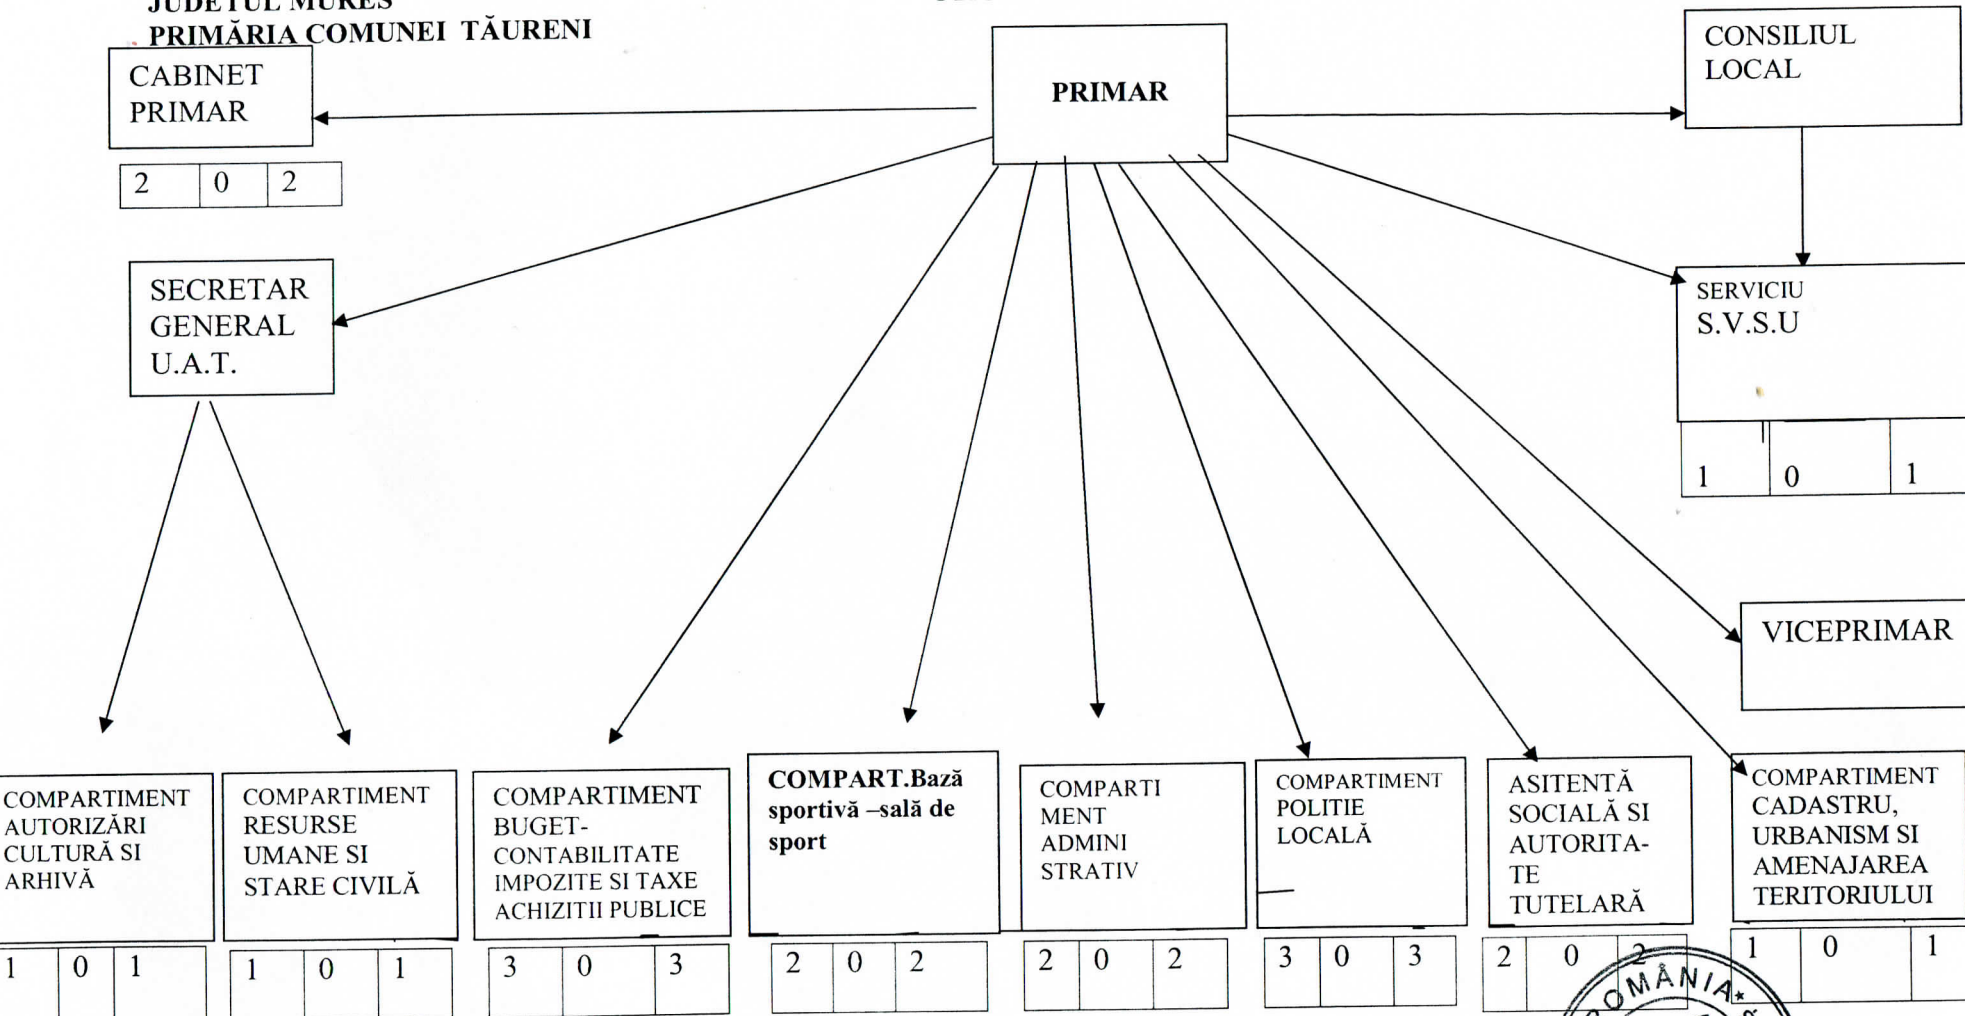 JUDEŢUL MURES
PRIMĂRIA COMUNEI TĂURENI
CABINET
PRIMAR
2 0 2
PRIMAR
CONSILIUL
LOCAL
SECRETAR
GENERAL
U.A.T.
SERVICIU
S.V.S.U
1 0 1
VICEPRIMAR
COMPARTIMENT
AUTORIZĂRI
CULTURĂ SI
ARHIVĂ
1 0 1
COMPARTIMENT
RESURSE
UMANE SI
STARE CIVILĂ
1 0 1
COMPARTIMENT
BUGET-
CONTABILITATE
IMPOZITE SI TAXE
ACHIZITII PUBLICE
3 0 3
COMPART.Bază
sportivă –sală de
sport
2 0 2
COMPARTI
MENT
ADMINI
STRATIV
2 0 2
COMPARTIMENT
POLITIE
LOCALĂ
3 0 3
ASITENTĂ
SOCIALĂ SI
AUTORITA-
TE
TUTELARĂ
2 0 2
COMPARTIMENT
CADASTRU,
URBANISM SI
AMENAJAREA
TERITORIULUI
1 0 1
ROMÂNIA*